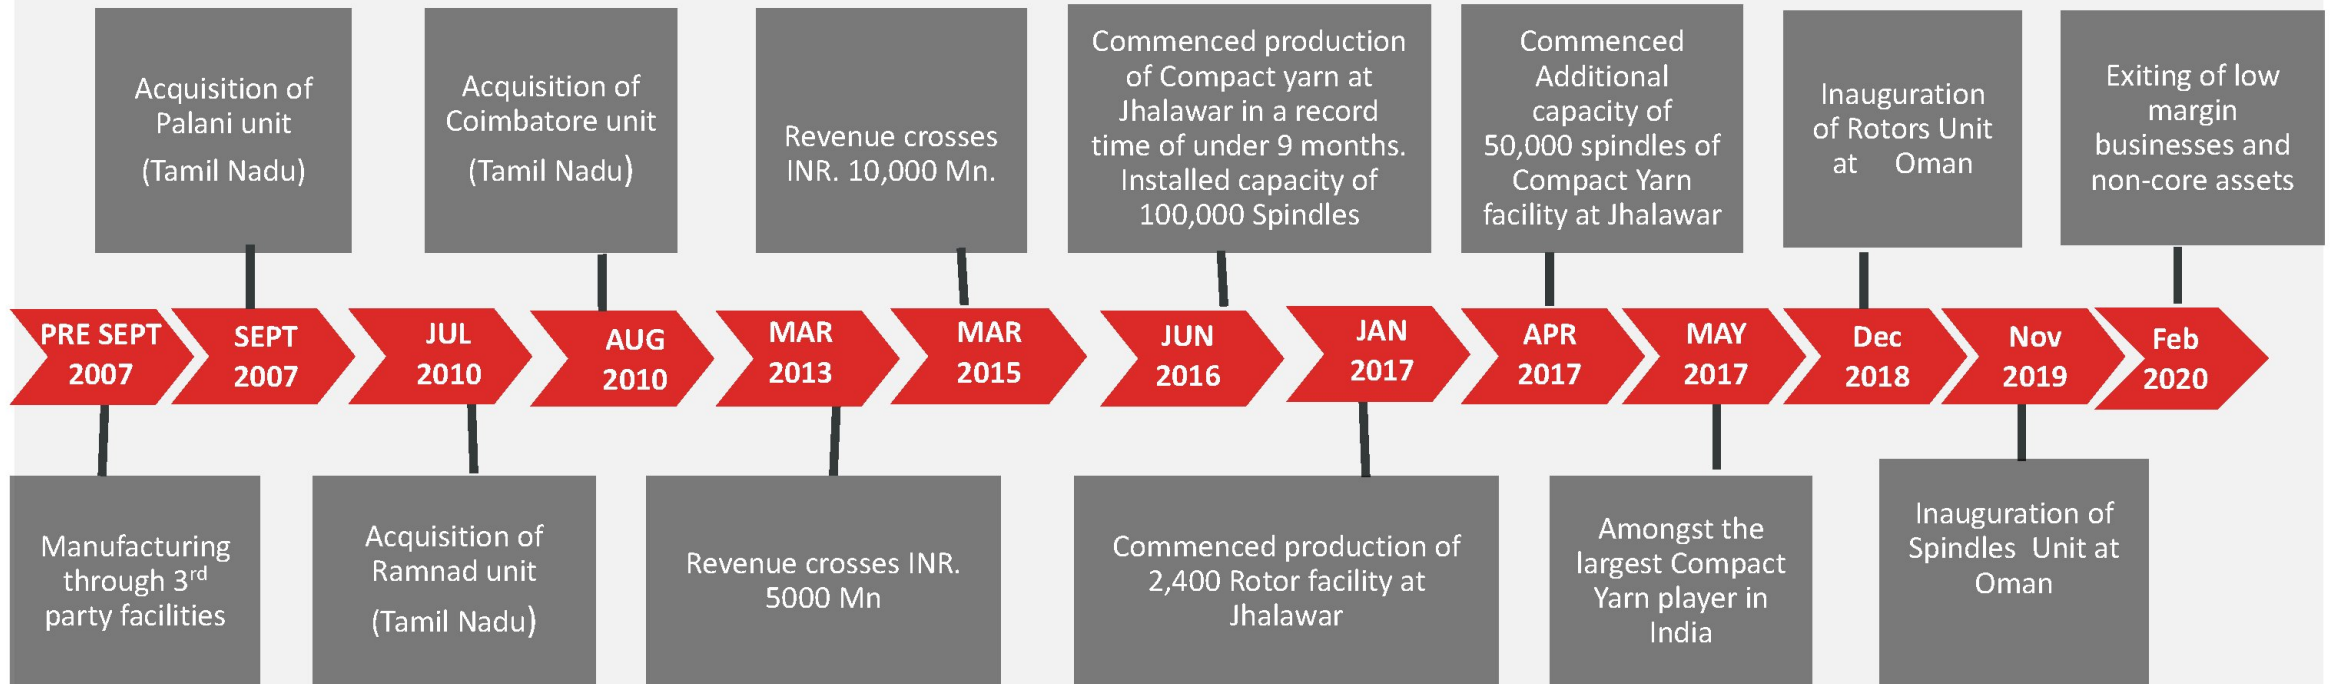 Acquisition of
Palani unit
(Tamil Nadu)
Acquisition of
Coimbatore unit
(Tamil Nadu)
Revenue crosses
INR. 10,000 Mn.
Commenced production
of Compact yarn at
Jhalawar in a record
time of under 9 months.
Installed capacity of
100,000 Spindles
Commenced
Additional
capacity of
50,000 spindles of
Compact Yarn
facility at Jhalawar
Inauguration
of Rotors Unit
at Oman
Exiting of low
margin
businesses and
non-core assets
PRE SEPT
2007
SEPT
2007
JUL
2010
AUG
2010
MAR
2013
MAR
2015
JUN
2016
JAN
2017
APR
2017
MAY
2017
Dec
2018
Nov
2019
Feb
2020
Manufacturing
through 3rd
party facilities
Acquisition of
Ramnad unit
(Tamil Nadu)
Revenue crosses INR.
5000 Mn
Commenced production of
2,400 Rotor facility at
Jhalawar
Amongst the
largest Compact
Yarn player in
India
Inauguration of
Spindles Unit at
Oman